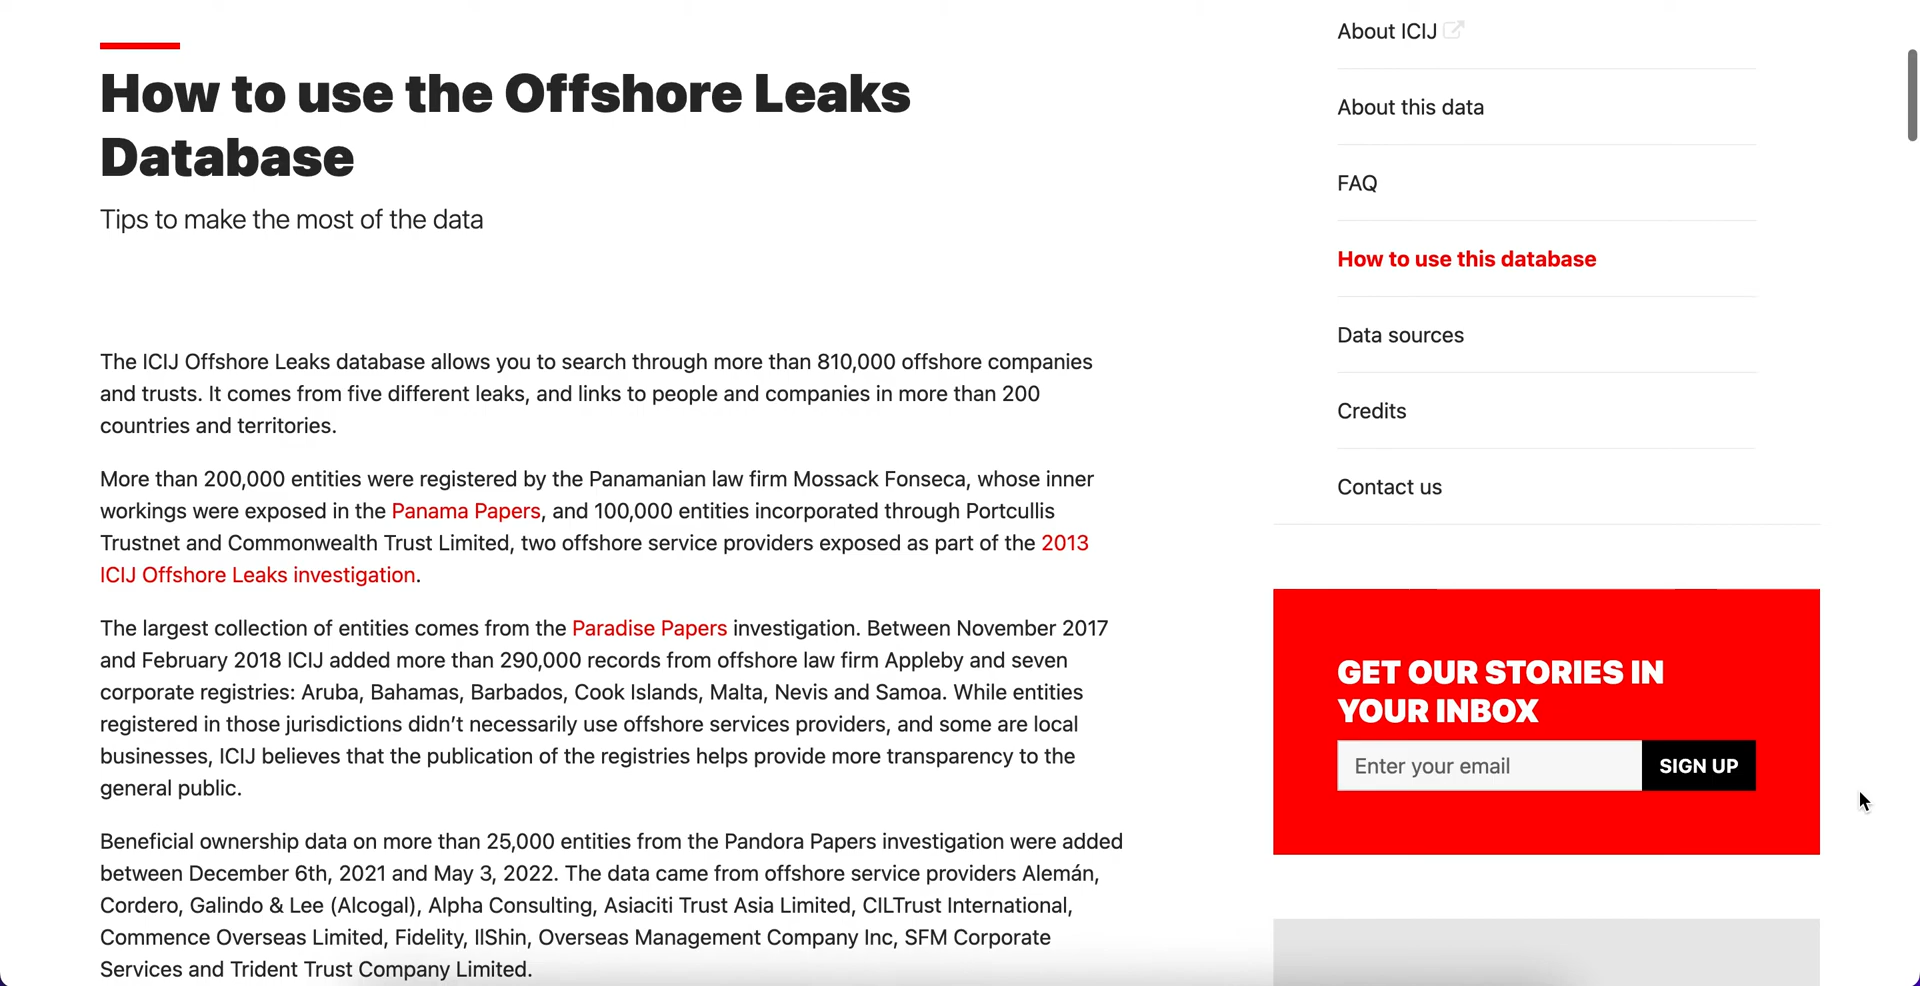 How to use the Offshore Leaks
Database
Tips to make the most of the data
The ICIJ Offshore Leaks database allows you to search through more than 810,000 offshore companies
and trusts. It comes from five different leaks, and links to people and companies in more than 200
countries and territories.
More than 200,000 entities were registered by the Panamanian law firm Mossack Fonseca, whose inner
workings were exposed in the Panama Papers, and 100,000 entities incorporated through Portcullis
Trustnet and Commonwealth Trust Limited, two offshore service providers exposed as part of the 2013
ICIJ Offshore Leaks investigation.
The largest collection of entities comes from the Paradise Papers investigation. Between November 2017
and February 2018 ICIJ added more than 290,000 records from offshore law firm Appleby and seven
corporate registries: Aruba, Bahamas, Barbados, Cook Islands, Malta, Nevis and Samoa. While entities
registered in those jurisdictions didn’t necessarily use offshore services providers, and some are local
businesses, ICIJ believes that the publication of the registries helps provide more transparency to the
general public.
Beneficial ownership data on more than 25,000 entities from the Pandora Papers investigation were added
between December 6th, 2021 and May 3, 2022. The data came from offshore service providers Alemán,
Cordero, Galindo & Lee (Alcogal), Alpha Consulting, Asiaciti Trust Asia Limited, CILTrust International,
Commence Overseas Limited, Fidelity, IlShin, Overseas Management Company Inc, SFM Corporate
Services and Trident Trust Company Limited.
About ICIJ
About this data
FAQ
How to use this database
Data sources
Credits
Contact us
GET OUR STORIES IN
YOUR INBOX
Enter your email
SIGN UP